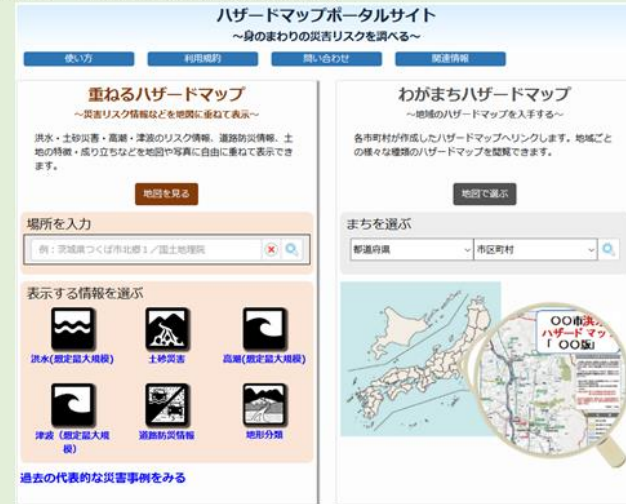 ハザードマップポータルサイト
～身のまわりの災害リスクを調べる～
使い方
利用規約
問い合わせ
関連情報
重ねるハザードマップ
～災害リスク情報などを地図に重ねて表示～
洪水・土砂災害・高潮・津波のリスク情報、道路防災情報、土
地の特徴・成り立ちなどを地図や写真に自由に重ねて表示でき
ます。
地図を見る
場所を入力
例：茨城県つくば市北郷１／国土地理院
表示する情報を選ぶ
洪水(想定最大規模)
土砂災害
高潮(想定最大規模)
津波（想定最大規
模）
道路防災情報
地形分類
過去の代表的な災害事例をみる
わがまちハザードマップ
～地域のハザードマップを入手する～
各市町村が作成したハザードマップへリンクします。地域ごと
の様々な種類のハザードマップを閲覧できます。
地図で選ぶ
まちを選ぶ
都道府県
市区町村
〇〇市洪
ハザード マッ
「 〇〇版」